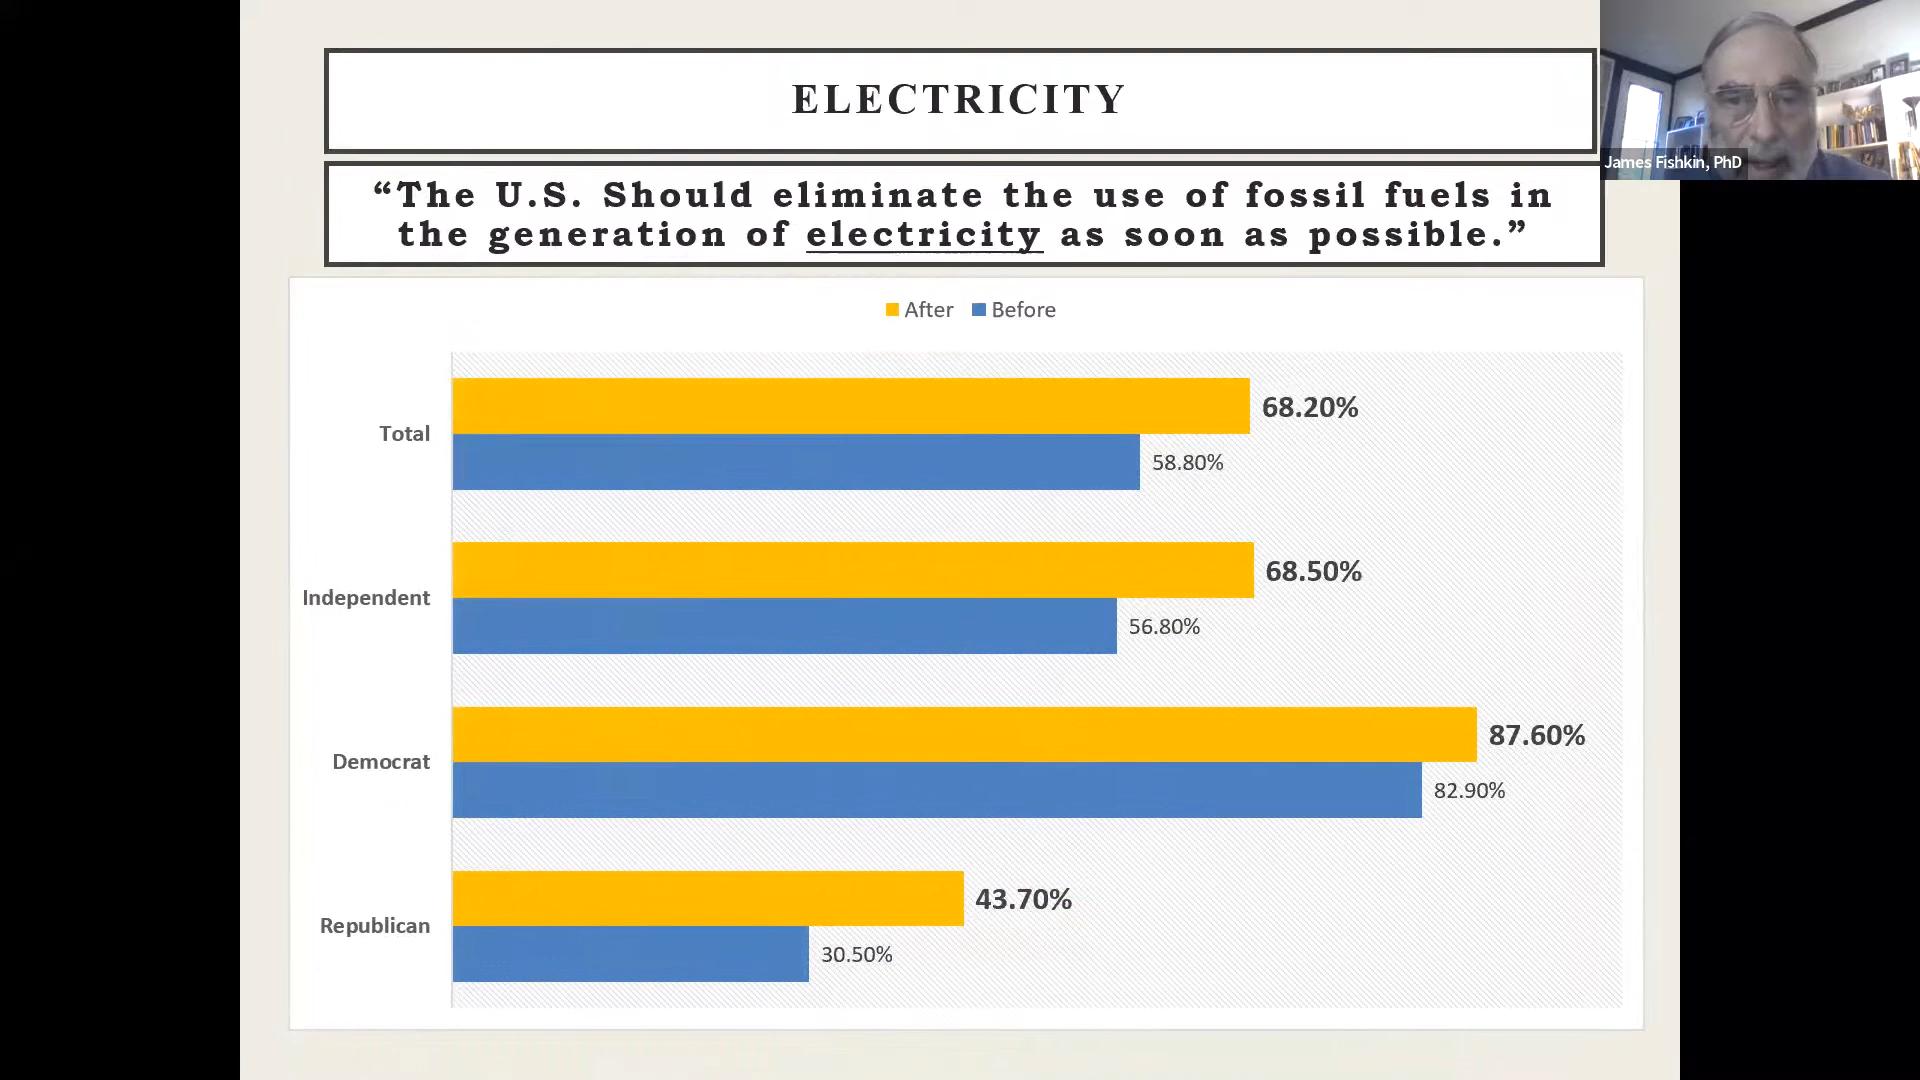 ELECTRICITY
James Fishkin, PhD
“The U.S. Should eliminate the use of fossil fuels in
the generation of electricity as soon as possible.”
After Before
Total
68.20%
58.80%
Independent
68.50%
56.80%
Democrat
87.60%
82.90%
Republican
43.70%
30.50%